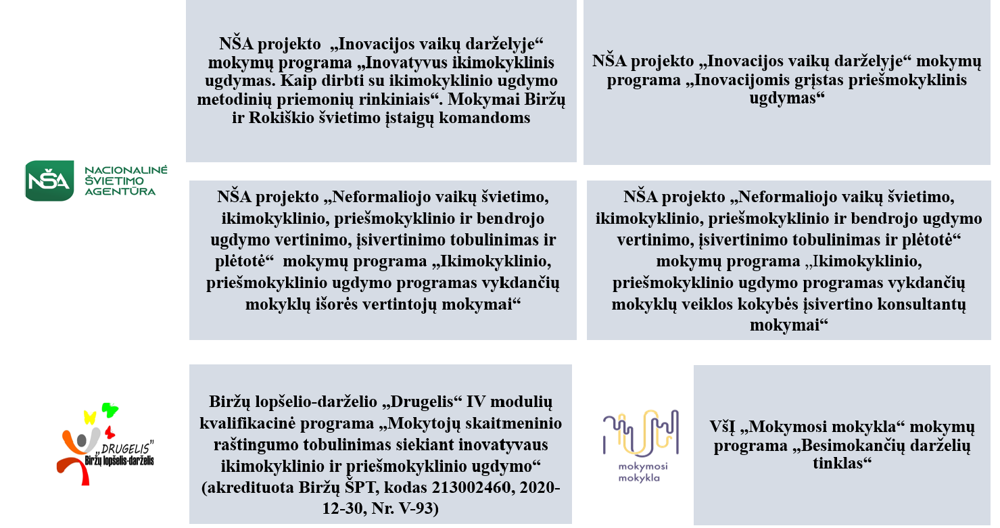 NŠA projekto „Inovacijos vaikų darželyje“
mokymų programa „Inovatyvus ikimokyklinis
ugdymas. Kaip dirbti su ikimokyklinio ugdymo
metodinių priemonių rinkiniais“. Mokymai Biržų
ir Rokiškio švietimo įstaigų komandoms
NŠA projekto „Inovacijos vaikų darželyje“ mokymų
programa „Inovacijomis grįstas priešmokyklinis
ugdymas“
NŠA
NACIONALINĖ
ŠVIETIMO
AGENTŪRA
NŠA projekto „Neformaliojo vaikų švietimo,
ikimokyklinio, priešmokyklinio ir bendrojo
ugdymo vertinimo, įsivertinimo tobulinimas ir
plėtotė“ mokymų programa „Ikimokyklinio,
priešmokyklinio ugdymo programas vykdančių
mokyklų išorės vertintojų mokymai“
NŠA projekto „Neformaliojo vaikų švietimo,
ikimokyklinio, priešmokyklinio ir bendrojo ugdymo
vertinimo, įsivertinimo tobulinimas ir plėtotė“
mokymų programa „Ikimokyklinio,
priešmokyklinio ugdymo programas vykdančių
mokyklų veiklos kokybės įsivertino konsultantų
mokymai“
„DRUGELIS”
Biržų lopšelis-darželis
Biržų lopšelio-darželio „Drugelis“ IV modulių
kvalifikacinė programa „Mokytojų skaitmeninio
raštingumo tobulinimas siekiant inovatyvaus
ikimokyklinio ir priešmokyklinio ugdymo“
(akredituota Biržų ŠPT, kodas 213002460, 2020-
12-30, Nr. V-93)
mokymosi
mokykla
VšĮ „Mokymosi mokykla“ mokymų
programa „Besimokančių darželių
tinklas“